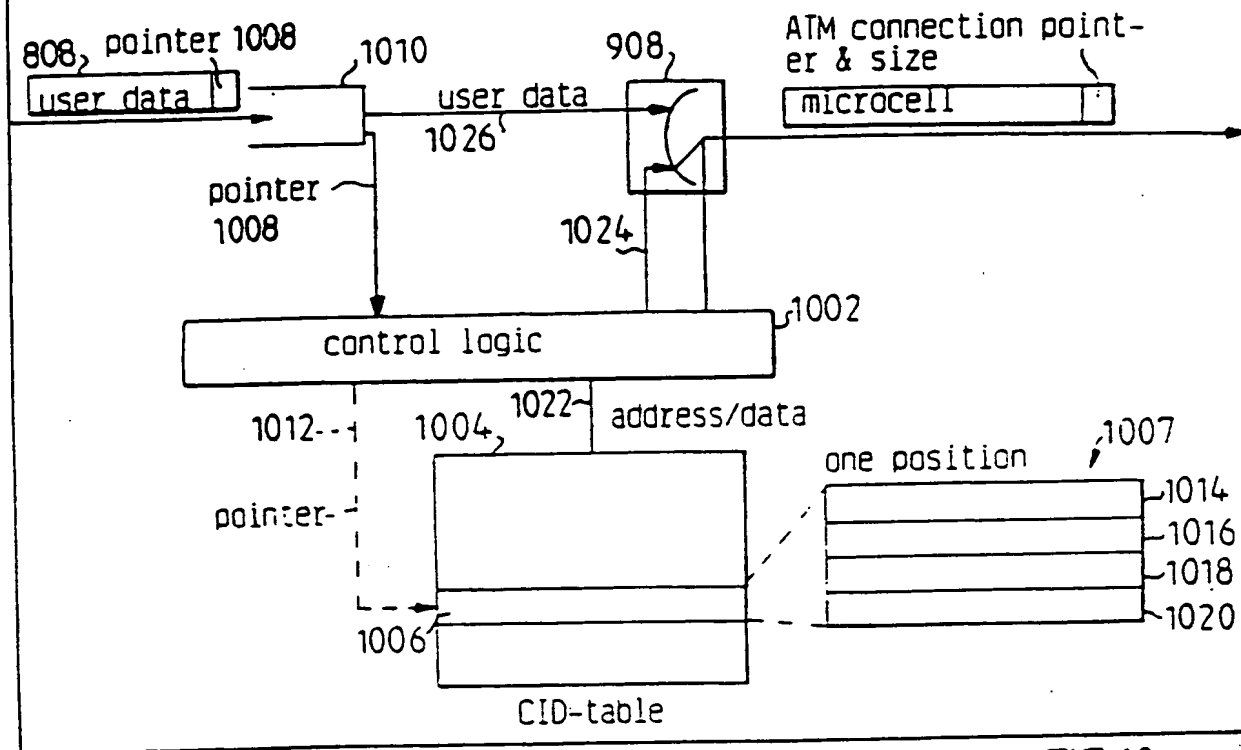 808
pointer 1008
1010
908
ATM connection point-
er & size
user data
user data
microcell
1026
pointer
1008
1024
1002
control logic
1012
1022
address/data
1004
1007
one position
pointer
1014
1016
1018
1020
1006
CID-table